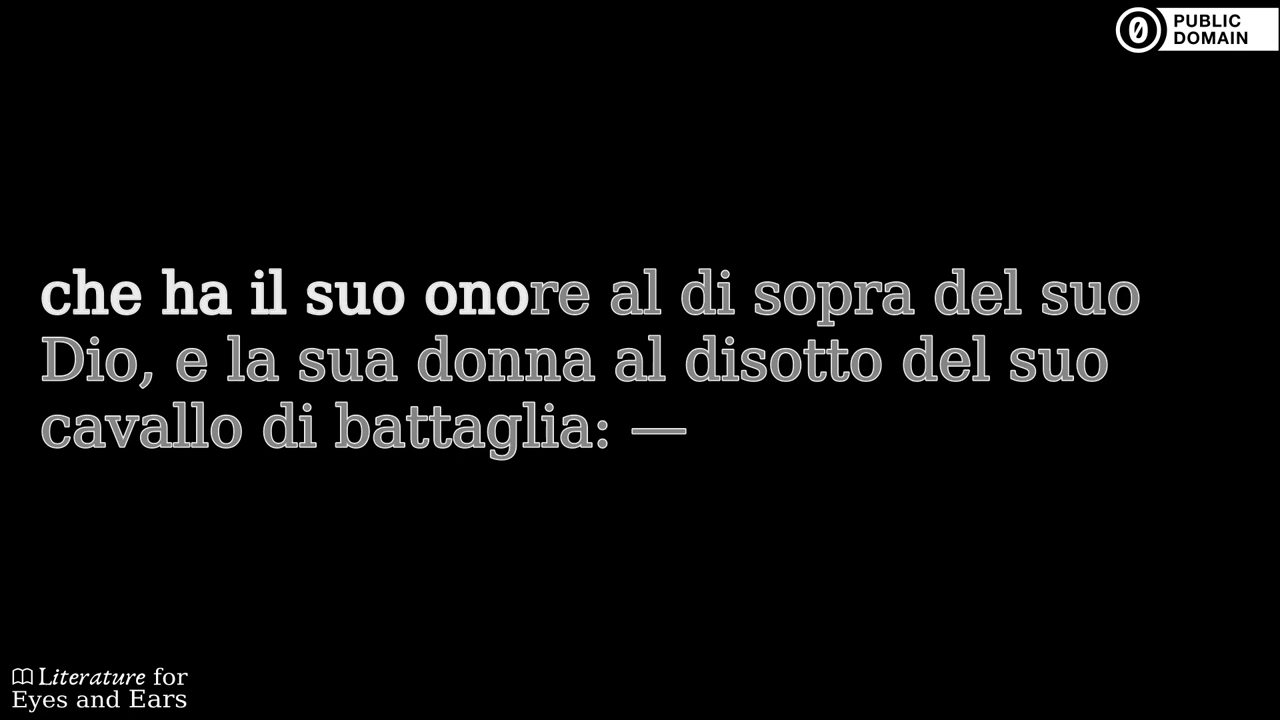 PUBLIC
DOMAIN
che ha il suo onore al di sopra del suo
Dio, e la sua donna al disotto del suo
cavallo di battaglia: —
Literature for
Eyes and Ears